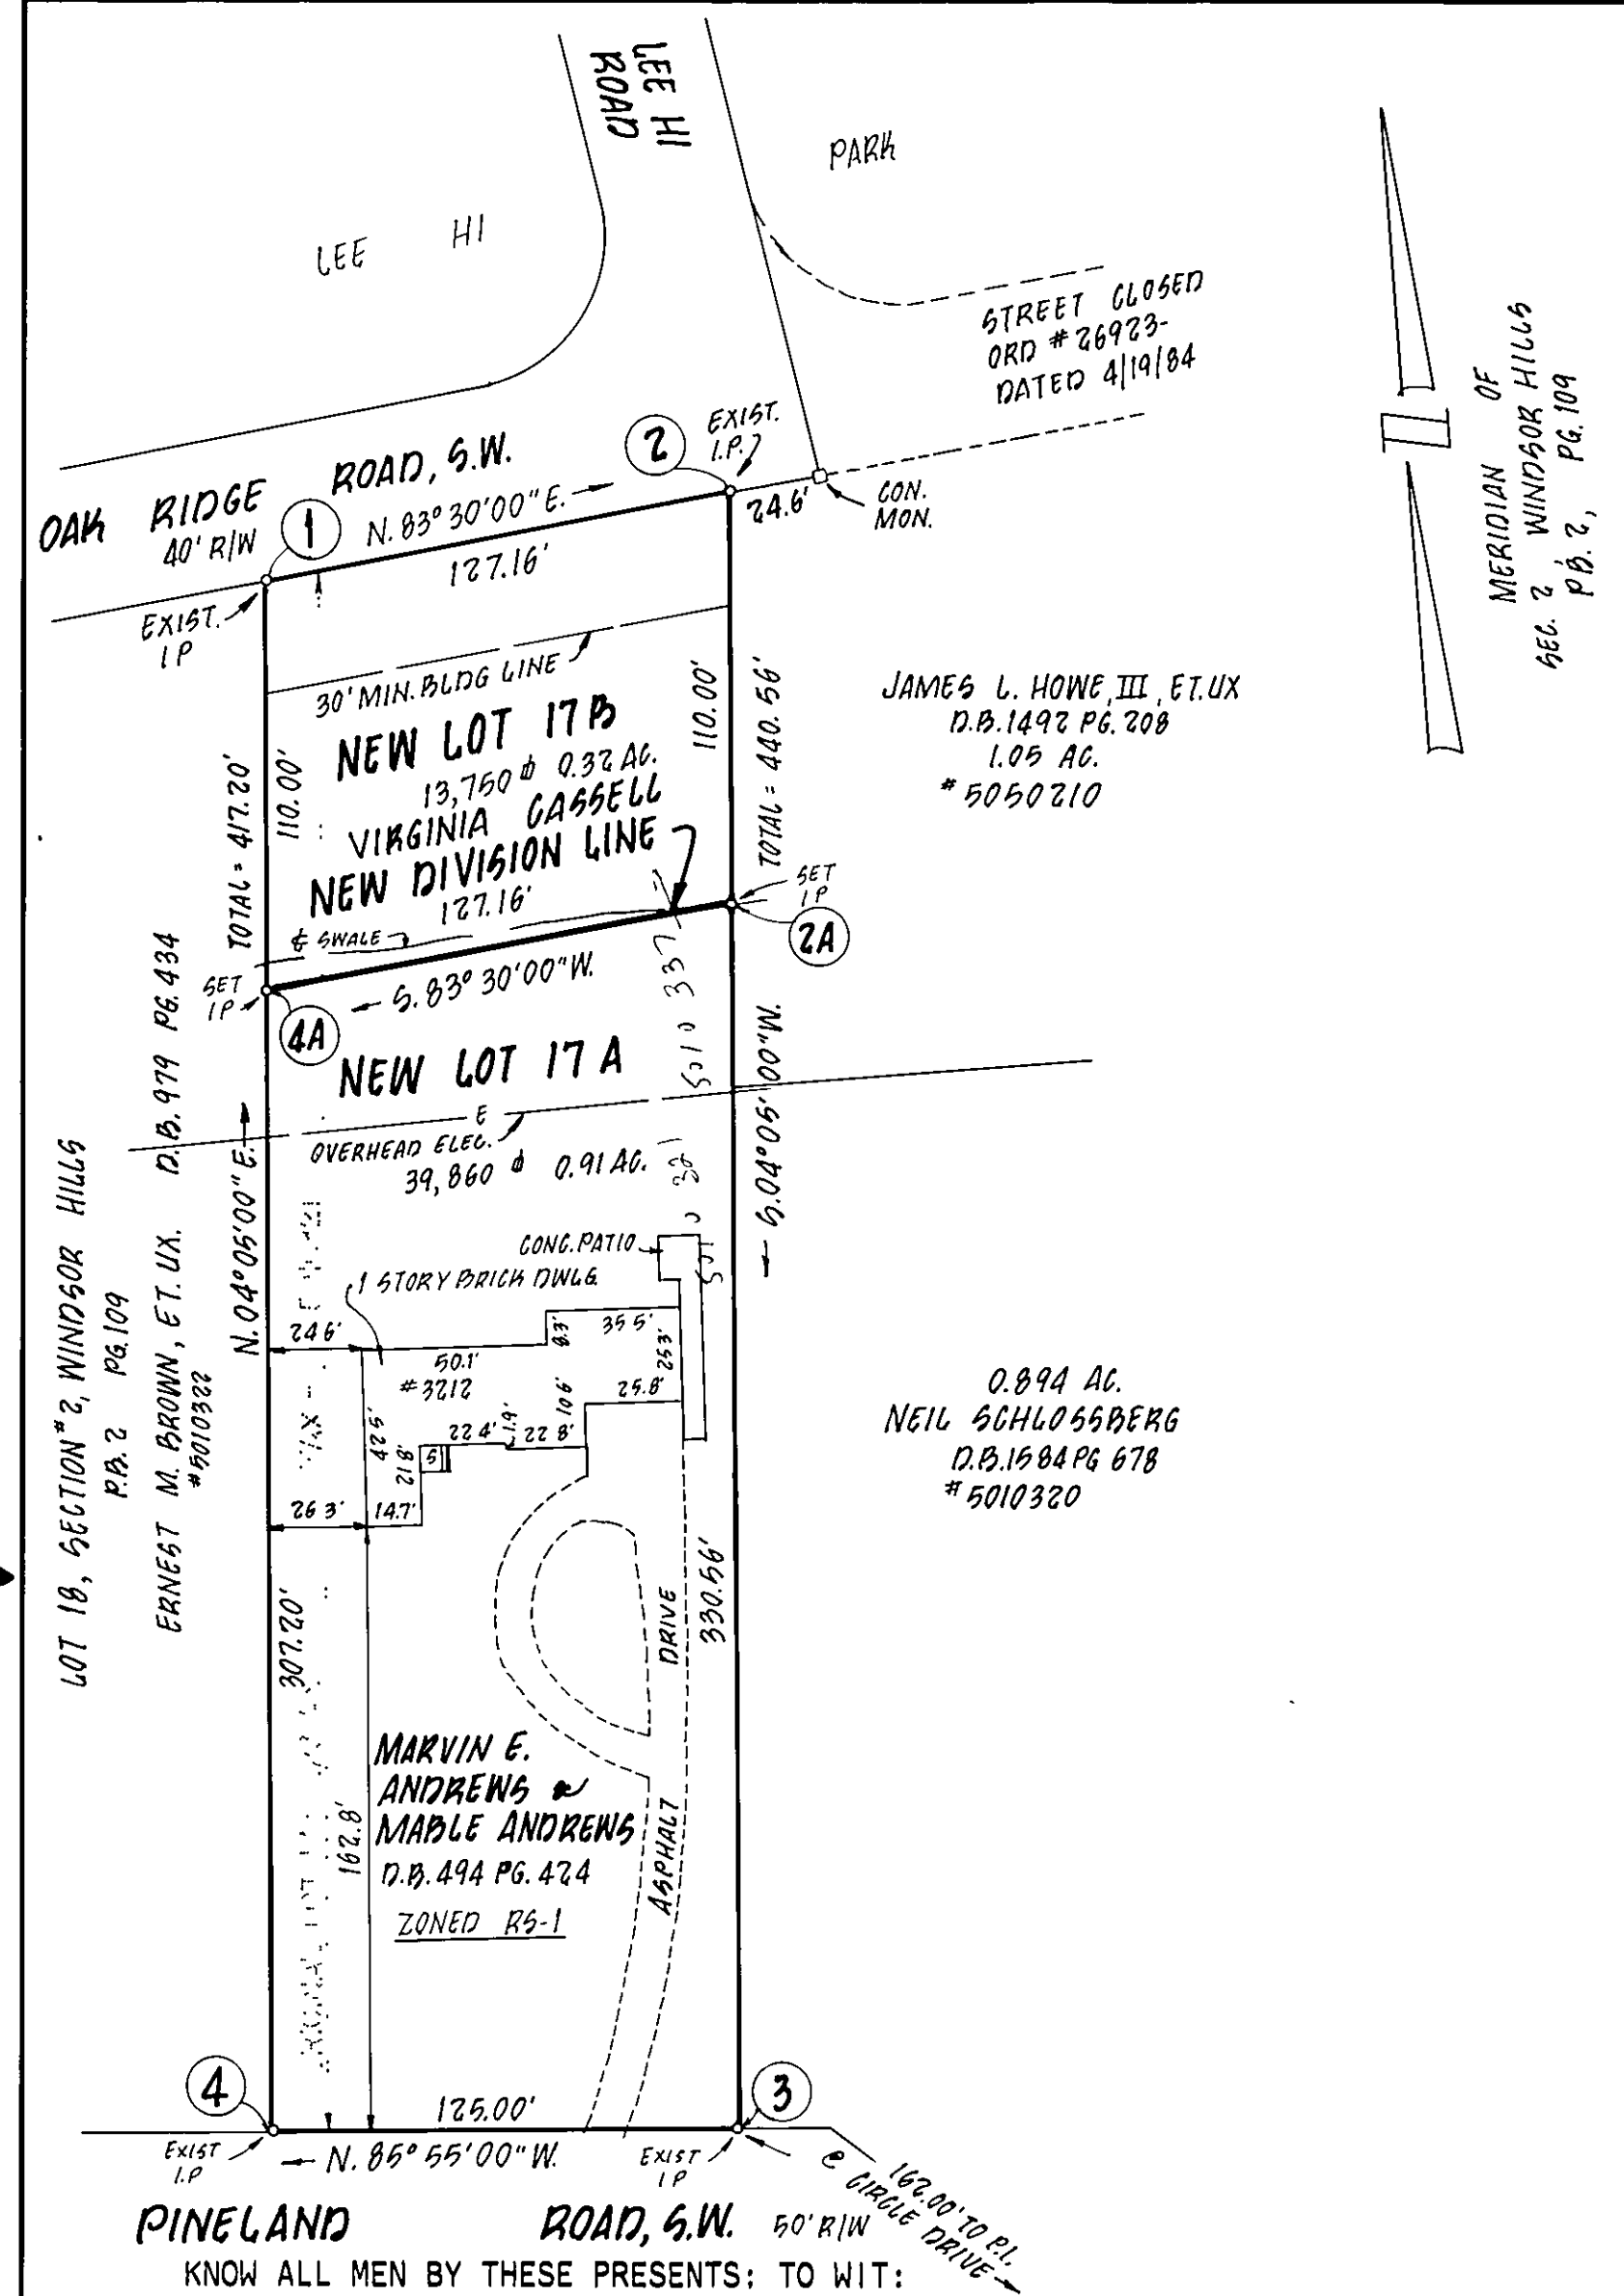 LEE HI
ROAD
PARK
LEE HI
STREET CLOSED
ORD # 26923-
DATED 4/19/84
MERIDIAN OF
SEC. 2, WINDSOR HILLS
P.B. 2, PG. 109
OAK RIDGE ROAD, S.W.
40' R/W
1
N. 83° 30' 00" E.
127.16'
2
EXIST.
I.P.
24.6'
CON.
MON.
EXIST.
I P
30' MIN. BLDG LINE
NEW LOT 17B
13,750 ⏀ 0.32 AC.
VIRGINIA CASSELL
NEW DIVISION LINE
127.16'
℄ SWALE
S. 83° 30' 00" W.
TOTAL = 417.20'
110.00'
110.00'
TOTAL = 440.56'
JAMES L. HOWE, III, ET. UX
D.B. 1492 PG. 208
1.05 AC.
# 5050210
SET
I P
2A
SET
I P
4A
NEW LOT 17 A
E
OVERHEAD ELEC.
39,860 ⏀ 0.91 AC.
N. 04° 05' 00" E.
S. 04° 05' 00" W.
LOT 18, SECTION #2, WINDSOR HILLS
P.B. 2 PG. 109
ERNEST M. BROWN, ET. UX. D.B. 979 PG. 434
#5010322
CONC. PATIO
1 STORY BRICK DWLG.
24 6'
50.1'
#3212
8.3'
35 5'
25 3'
25.8'
10 6'
42 5'
21 8'
S
22 4'
1.9'
22 8'
26 3'
14.7'
0.894 AC.
NEIL SCHLOSSBERG
D.B. 1584 PG 678
# 5010320
307.20'
162.8'
330.56'
ASPHALT DRIVE
MARVIN E.
ANDREWS &
MABLE ANDREWS
D.B. 494 PG. 424
ZONED RS-1
4
125.00'
3
EXIST
I.P
N. 85° 55' 00" W.
EXIST
I P
162.00' TO P.I.
@ CIRCLE DRIVE
PINELAND ROAD, S.W. 50' R/W
KNOW ALL MEN BY THESE PRESENTS; TO WIT: